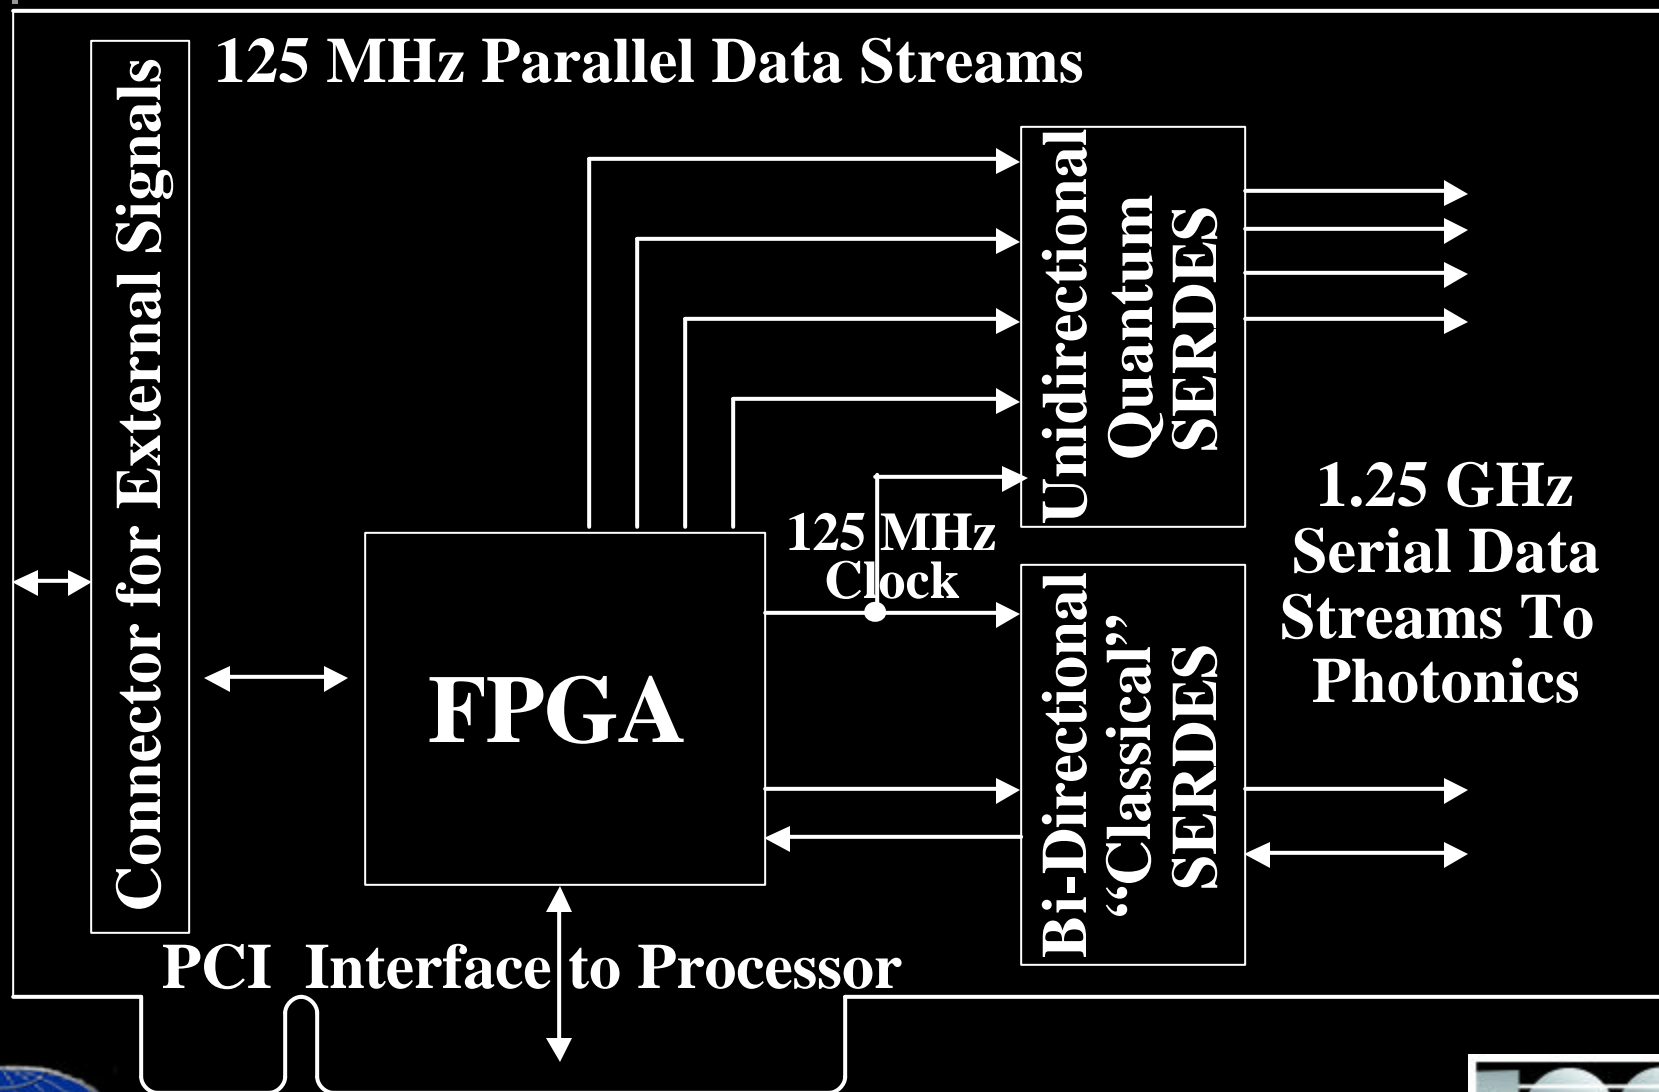 125 MHz Parallel Data Streams
Connector for External Signals
Unidirectional
Quantum
SERDES
125 MHz
Clock
1.25 GHz
Serial Data
Streams To
Photonics
FPGA
Bi-Directional
“Classical”
SERDES
PCI Interface to Processor